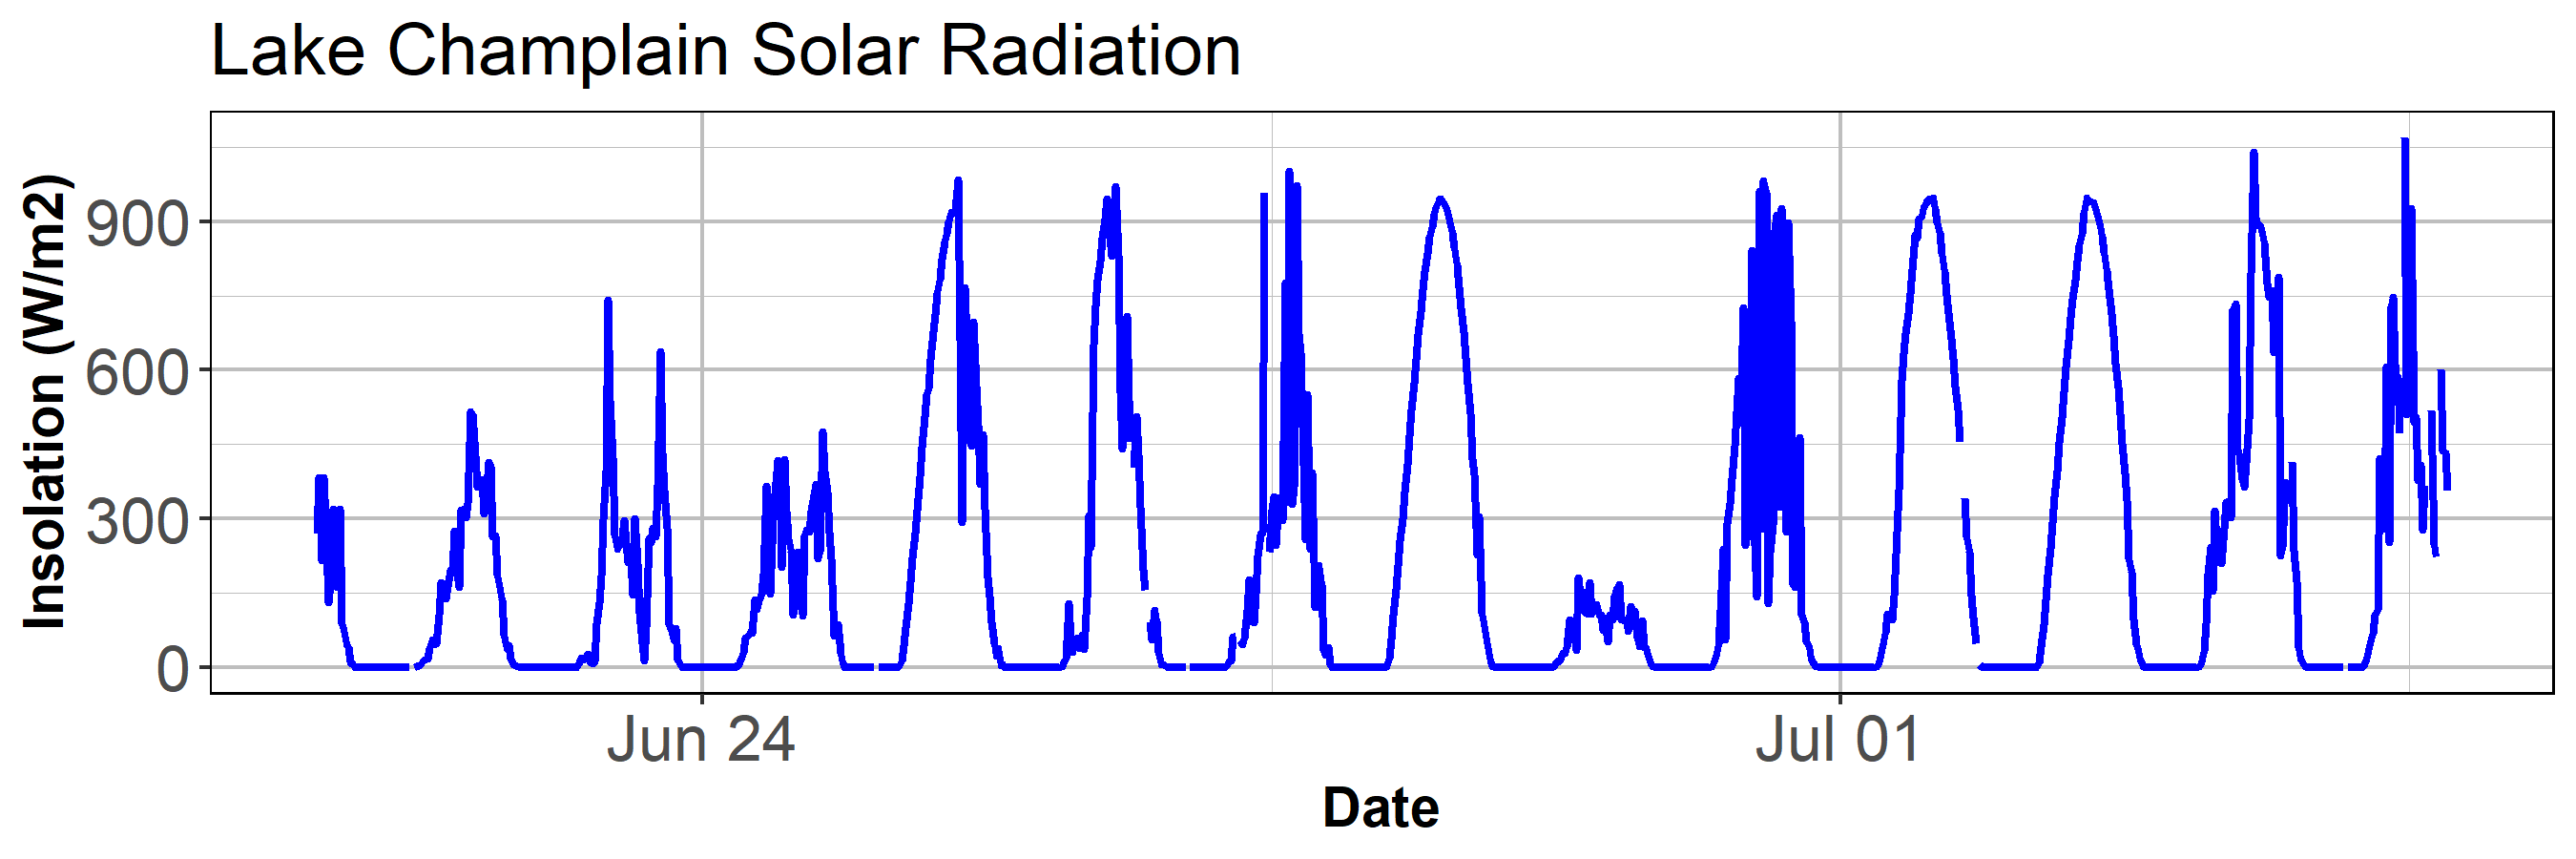 Lake Champlain Solar Radiation
Insolation (W/m2)
900
600
300
0
Jun 24
Jul 01
Date